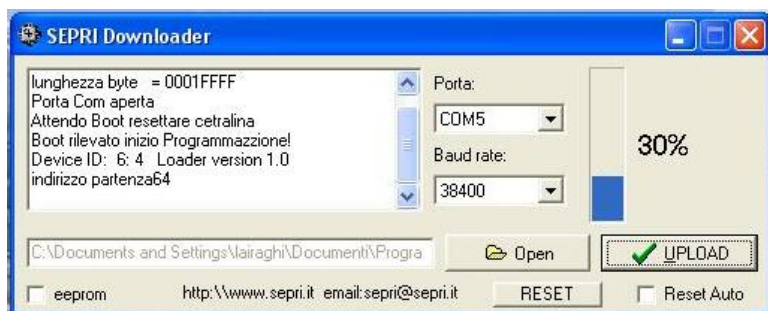 SEPRI Downloader
lunghezza byte = 0001FFFF
Porta Com aperta
Attendo Boot resettare cetralina
Boot rilevato inizio Programmazzione!
Device ID: 6: 4 Loader version 1.0
indirizzo partenza64
Porta:
COM5
Baud rate:
38400
30%
C:\Documents and Settings\lairaghi\Documenti\Progra
Open
UPLOAD
eeprom
http:\\www.sepri.it email:sepri@sepri.it
RESET
Reset Auto